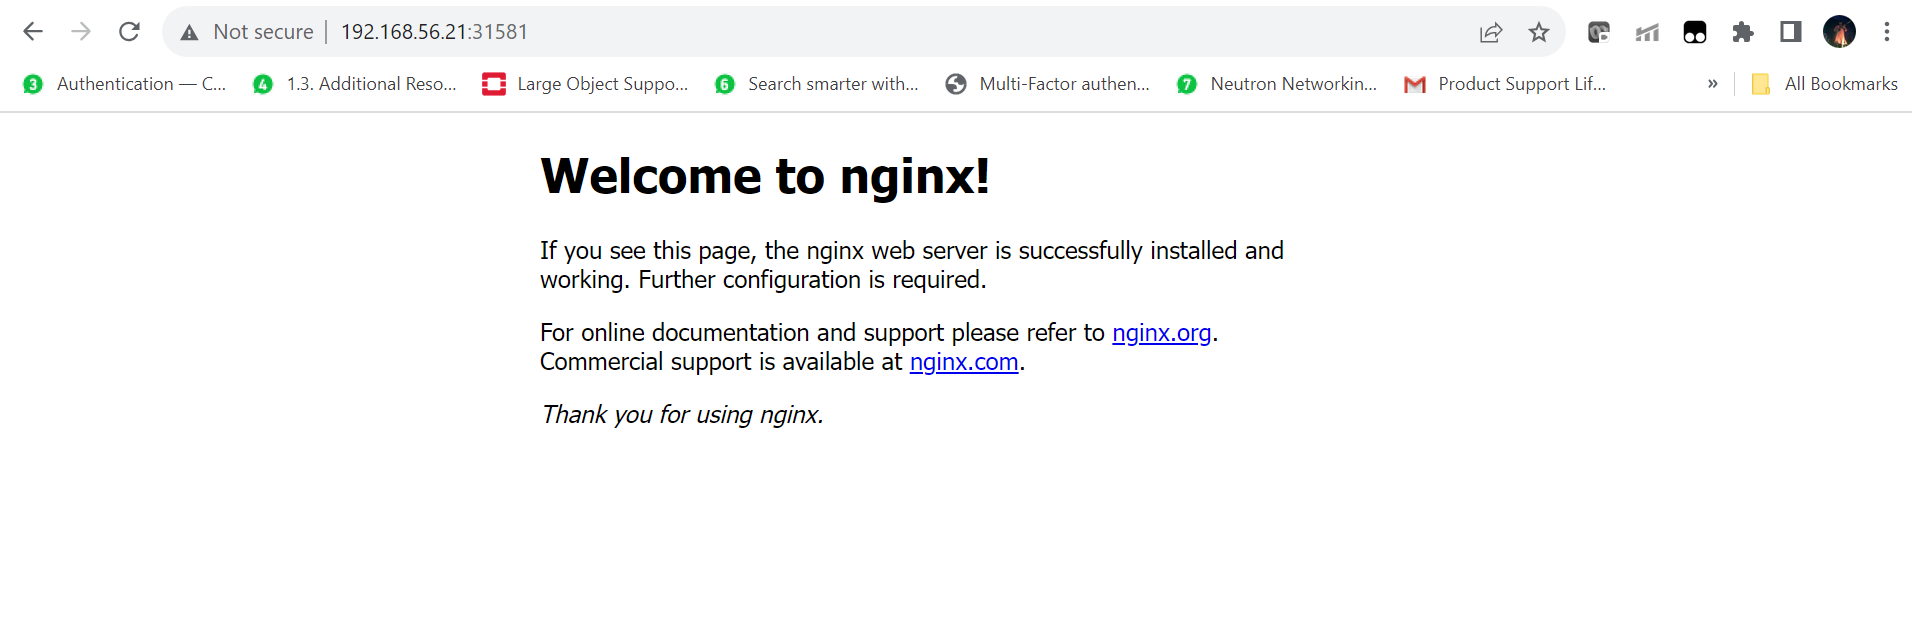 Not secure | 192.168.56.21:31581
3 Authentication — C... 4 1.3. Additional Reso... Large Object Suppo... 6 Search smarter with... Multi-Factor authen... 7 Neutron Networkin... Product Support Lif... » All Bookmarks
Welcome to nginx!
If you see this page, the nginx web server is successfully installed and
working. Further configuration is required.
For online documentation and support please refer to nginx.org.
Commercial support is available at nginx.com.
Thank you for using nginx.